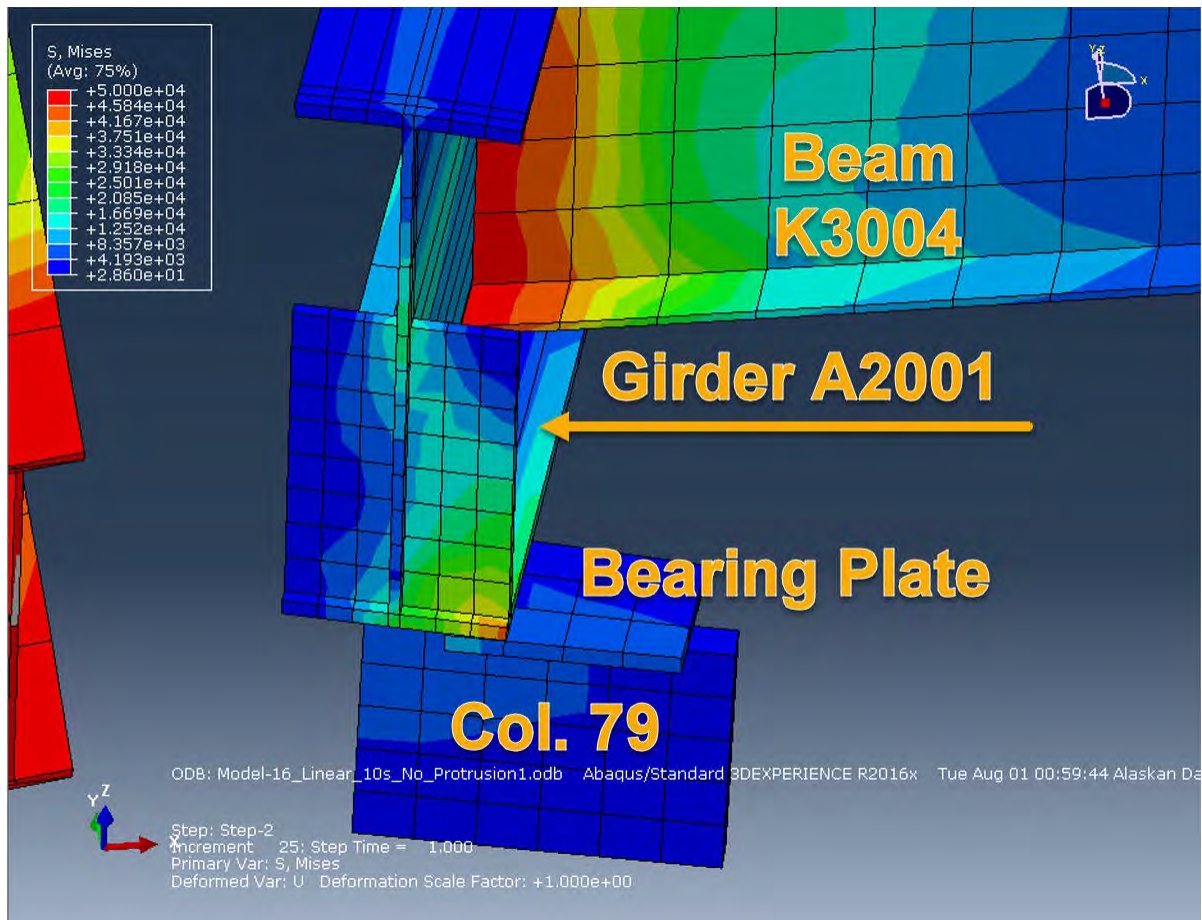 S, Mises
(Avg: 75%)
+5.000e+04
+4.584e+04
+4.167e+04
+3.751e+04
+3.334e+04
+2.918e+04
+2.501e+04
+2.085e+04
+1.669e+04
+1.252e+04
+8.357e+03
+4.193e+03
+2.860e+01
Y Z
X
Beam
K3004
Girder A2001
Bearing Plate
Col. 79
ODB: Model-16_Linear_10s_No_Protrusion1.odb Abaqus/Standard 3DEXPERIENCE R2016x Tue Aug 01 00:59:44 Alaskan Da
Y Z
X
Step: Step-2
Increment 25: Step Time = 1.000
Primary Var: S, Mises
Deformed Var: U Deformation Scale Factor: +1.000e+00